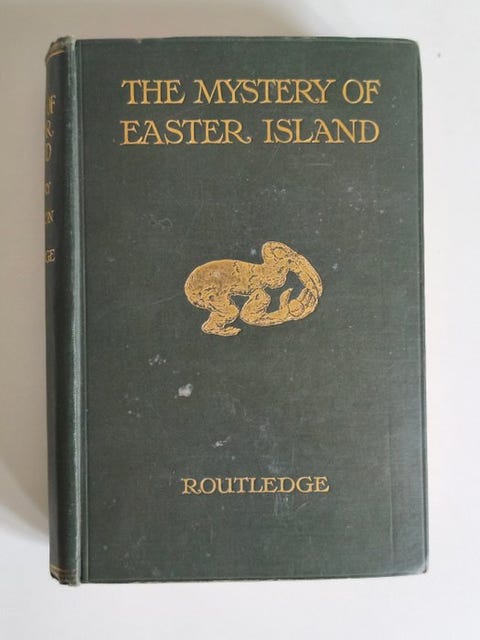 THE MYSTERY OF
EASTER ISLAND
ROUTLEDGE